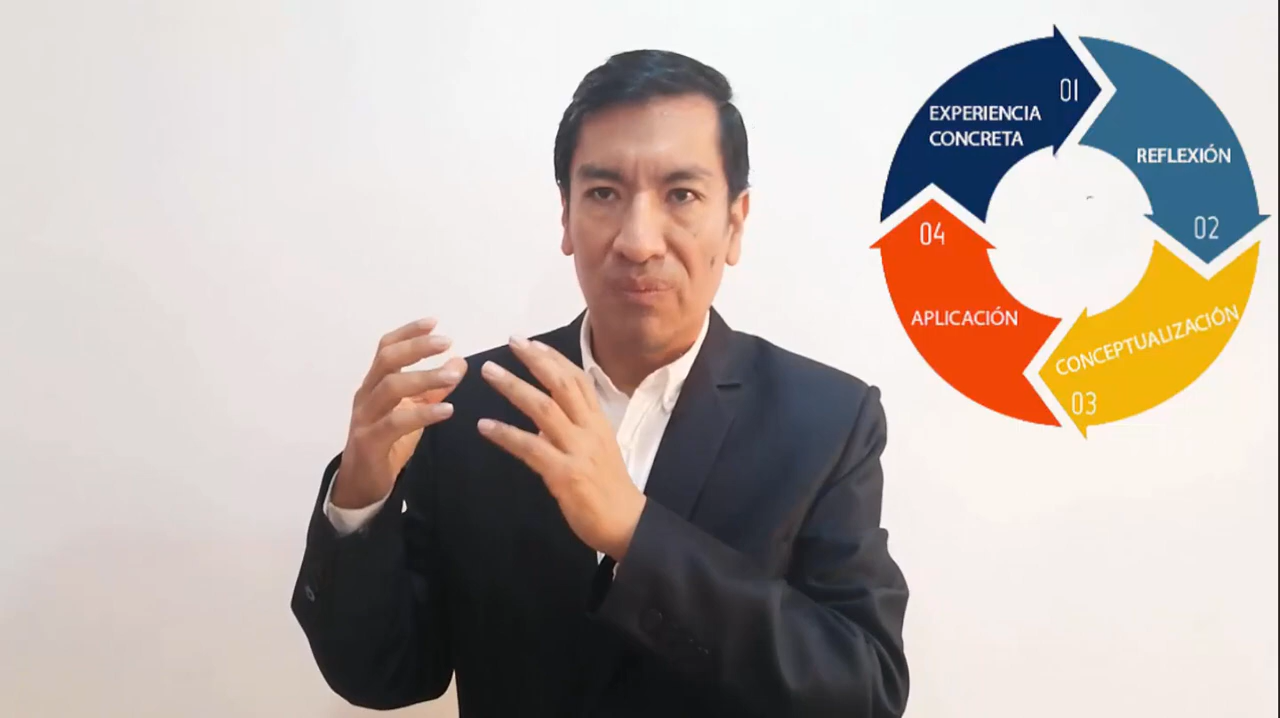 01
EXPERIENCIA
CONCRETA
REFLEXIÓN
02
CONCEPTUALIZACIÓN
03
04
APLICACIÓN